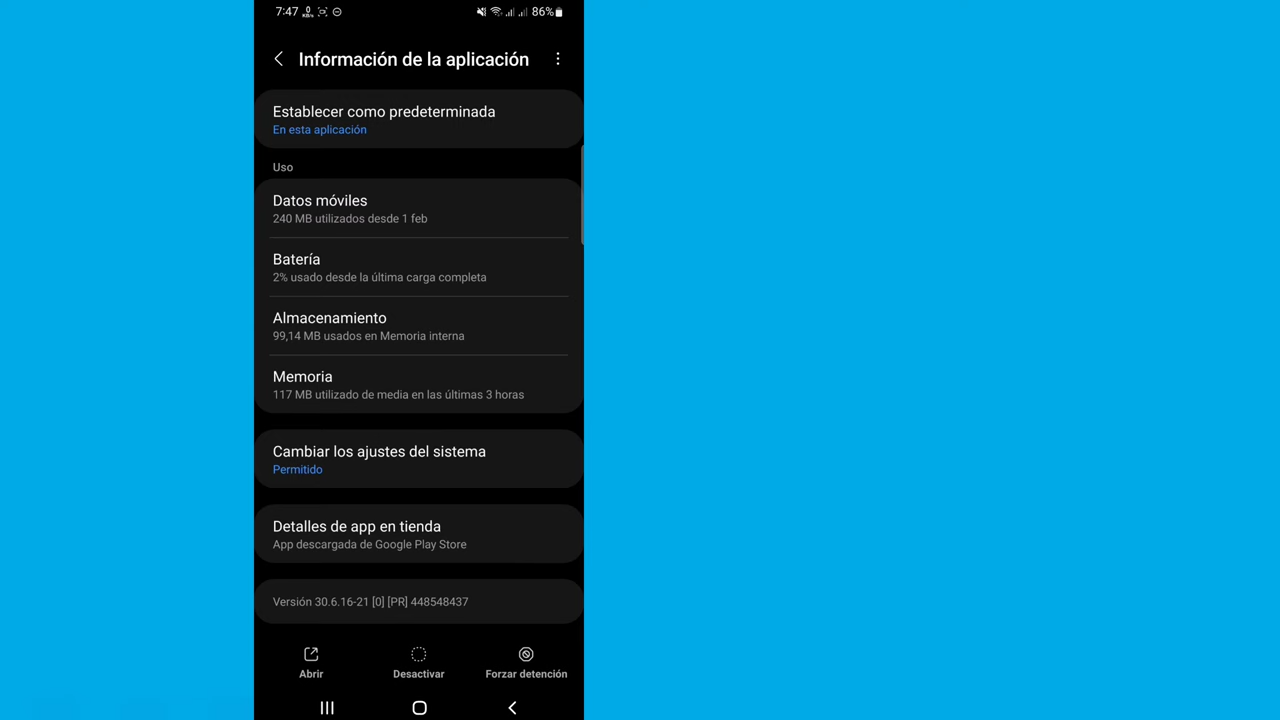 7:47 0 KB/s 86%
Información de la aplicación
Establecer como predeterminada
En esta aplicación
Uso
Datos móviles
240 MB utilizados desde 1 feb
Batería
2% usado desde la última carga completa
Almacenamiento
99,14 MB usados en Memoria interna
Memoria
117 MB utilizado de media en las últimas 3 horas
Cambiar los ajustes del sistema
Permitido
Detalles de app en tienda
App descargada de Google Play Store
Versión 30.6.16-21 [0] [PR] 448548437
Abrir Desactivar Forzar detención